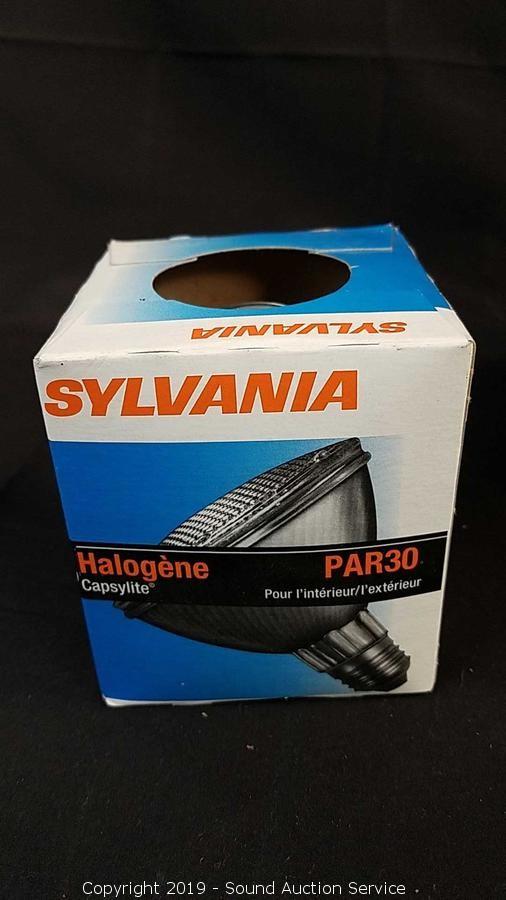 SYLVANIA
SYLVANIA
Halogène
PAR30
Capsylite®
Pour l'intérieur/l'extérieur
Copyright 2019 - Sound Auction Service